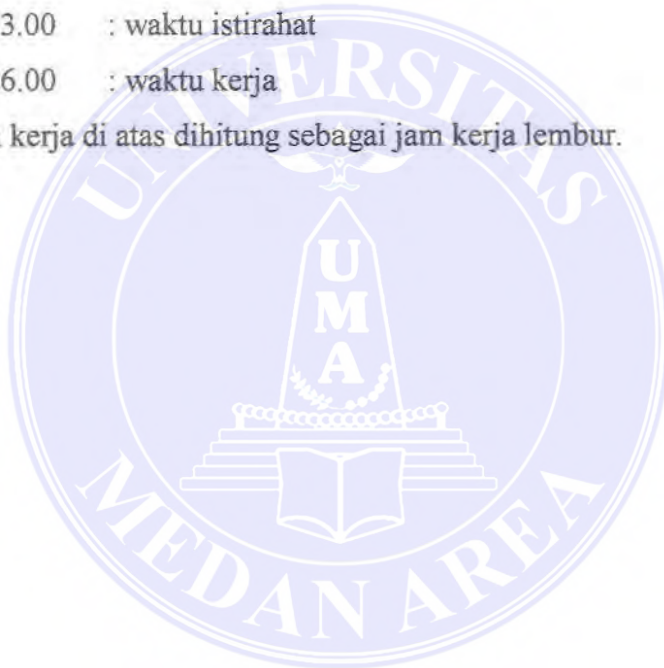 3.00 : waktu istirahat
6.00 : waktu kerja
kerja di atas dihitung sebagai jam kerja lembur.
UNIVERSITAS
UMA
MEDAN AREA